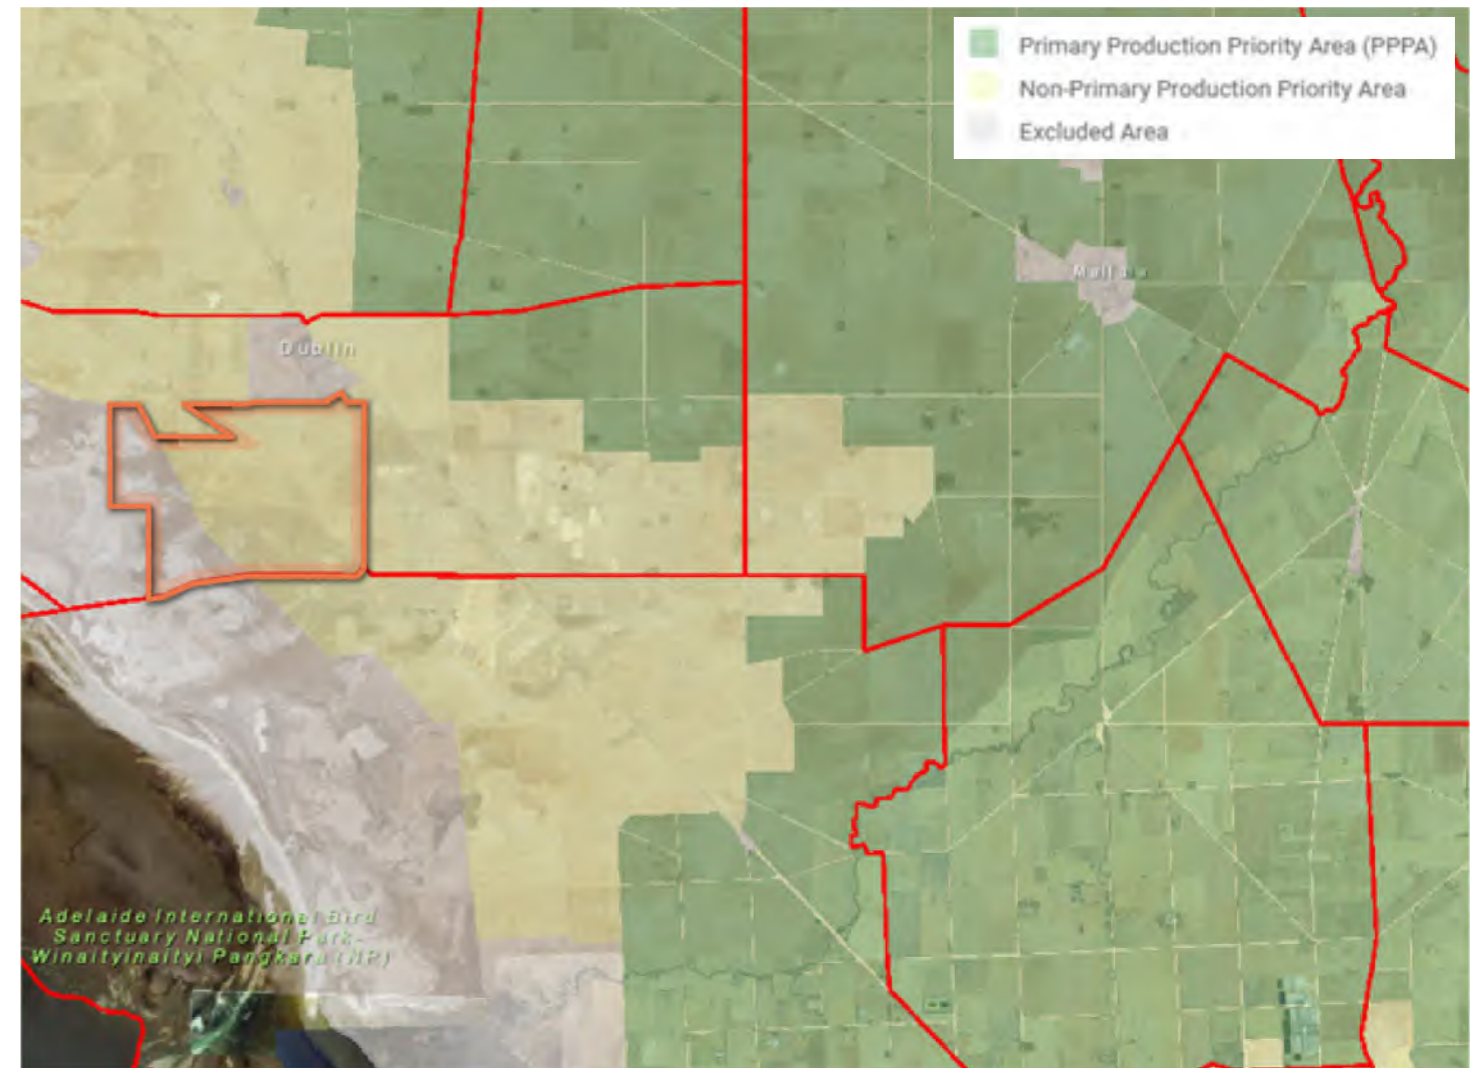 Primary Production Priority Area (PPPA)
Non-Primary Production Priority Area
Excluded Area
Dublin
Adelaide International Bird
Sanctuary National Park-
Winaityinaityi Pangkara (NP)